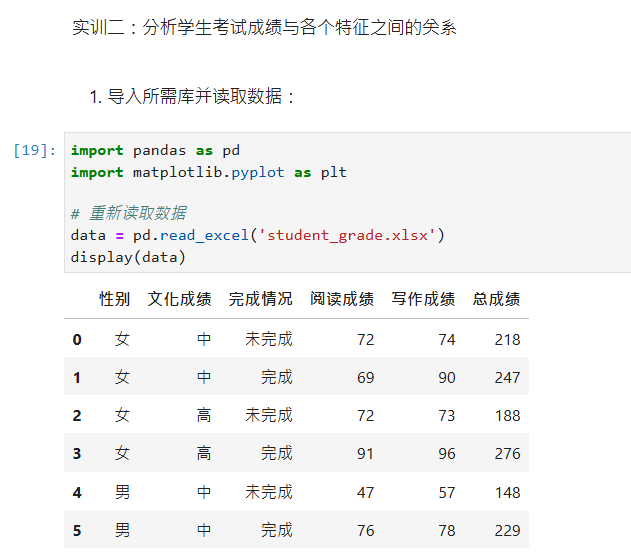 实训二：分析学生考试成绩与各个特征之间的关系
1. 导入所需库并读取数据：
[19]: import pandas as pd
import matplotlib.pyplot as plt
# 重新读取数据
data = pd.read_excel('student_grade.xlsx')
display(data)
性别 文化成绩 完成情况 阅读成绩 写作成绩 总成绩
0 女 中 未完成 72 74 218
1 女 中 完成 69 90 247
2 女 高 未完成 72 73 188
3 女 高 完成 91 96 276
4 男 中 未完成 47 57 148
5 男 中 完成 76 78 229